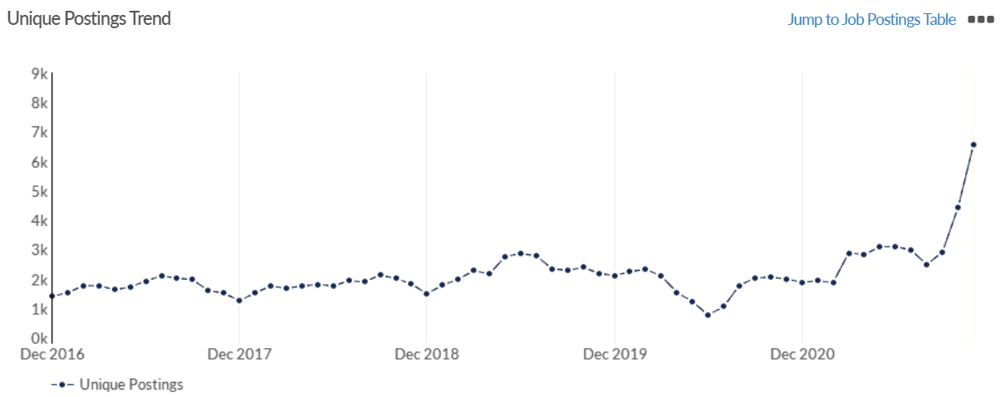 Unique Postings Trend
Jump to Job Postings Table
9k
8k
7k
6k
5k
4k
3k
2k
1k
0k
Dec 2016 Dec 2017 Dec 2018 Dec 2019 Dec 2020
Unique Postings